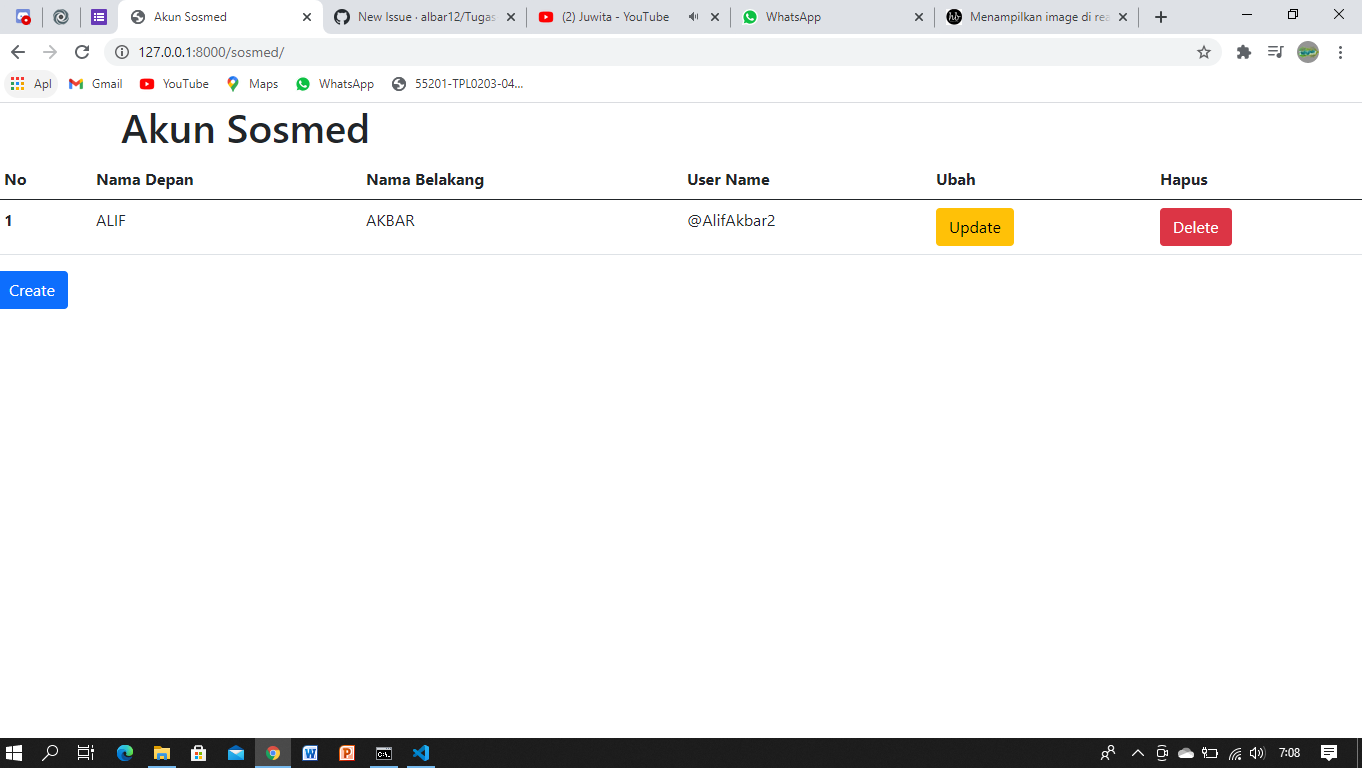 Akun Sosmed
New Issue · albar12/Tugas
(2) Juwita - YouTube
WhatsApp
Menampilkan image di rea
127.0.0.1:8000/sosmed/
Apl
Gmail
YouTube
Maps
WhatsApp
55201-TPL0203-04...
Akun Sosmed
No Nama Depan Nama Belakang User Name Ubah Hapus
1 ALIF AKBAR @AlifAkbar2 Update Delete
Create
7:08